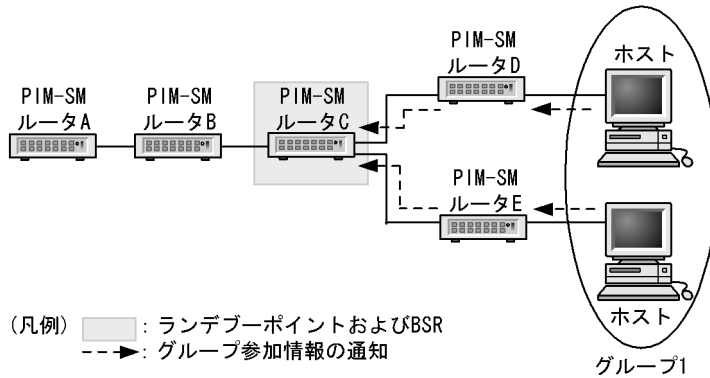 PIM-SM
ルータD
ホスト
PIM-SM
ルータA
PIM-SM
ルータB
PIM-SM
ルータC
PIM-SM
ルータE
ホスト
(凡例)
：ランデブーポイントおよびBSR
：グループ参加情報の通知
グループ1